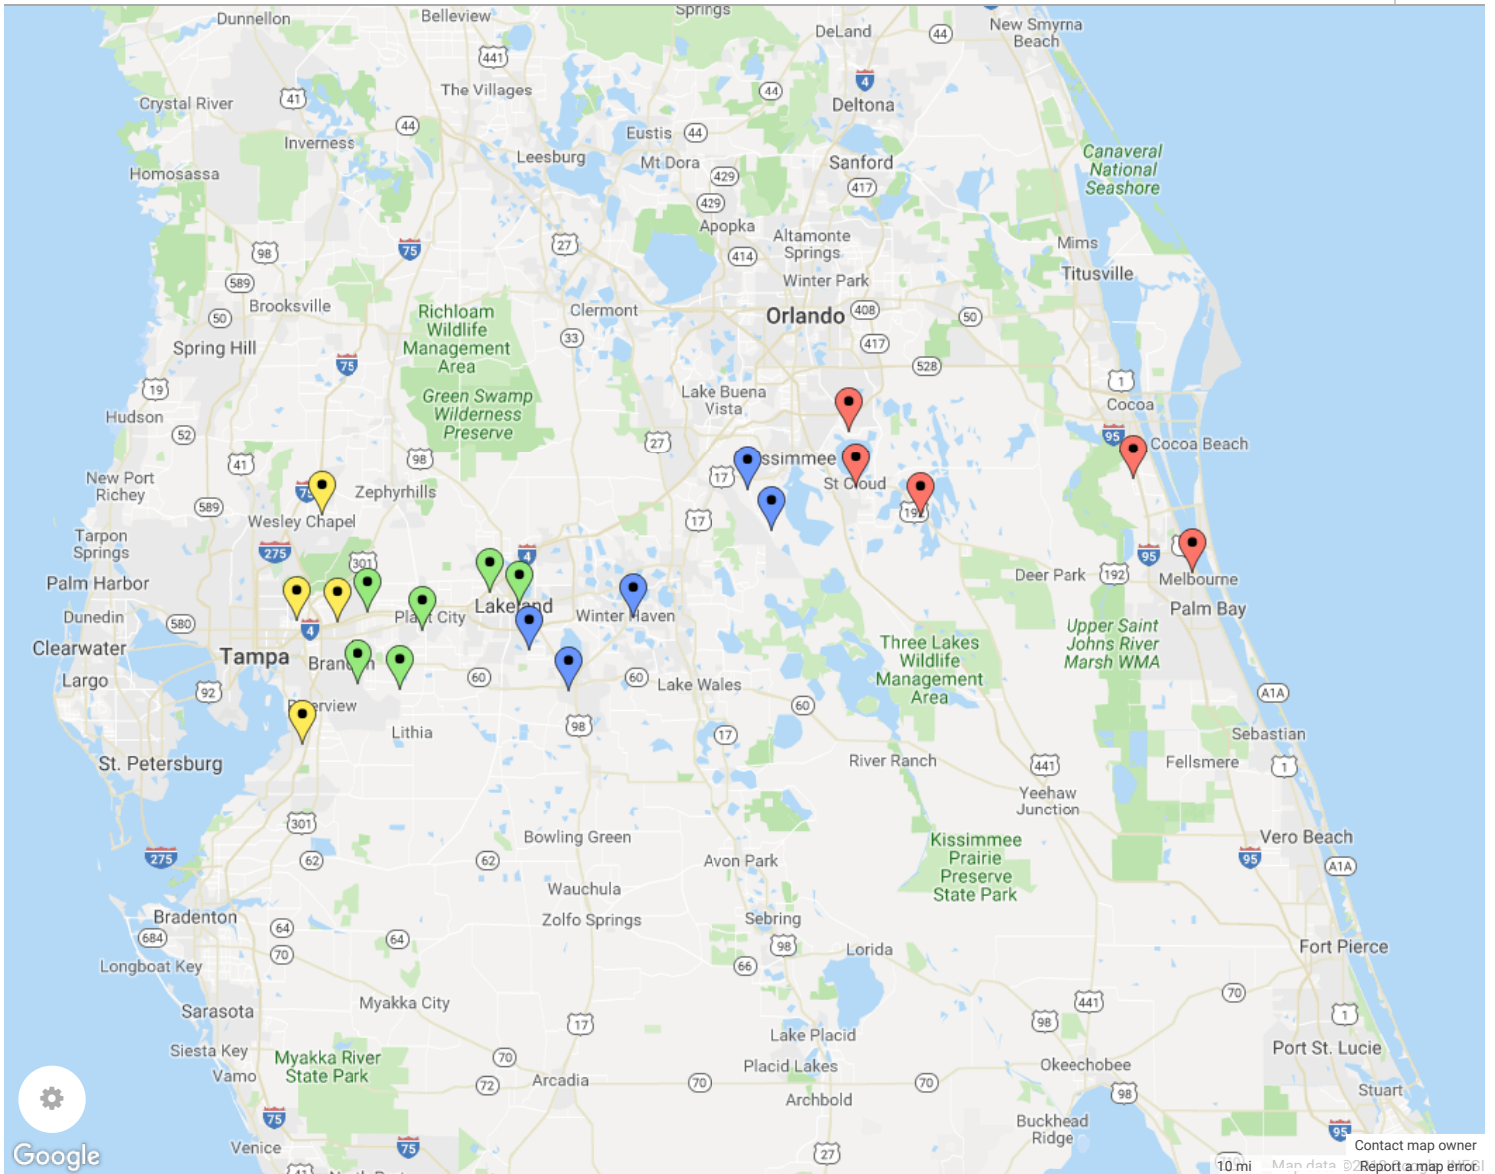 Springs
Dunnellon
Belleview
New Smyrna
Beach
DeLand
44
441
4
41
The Villages
44
Crystal River
Deltona
44
Eustis
44
Inverness
Leesburg
Mt Dora
Sanford
Canaveral
National
Seashore
Homosassa
429
417
429
Apopka
Altamonte
Springs
Mims
98
75
27
414
Titusville
589
Winter Park
Brooksville
Richloam
Wildlife
Management
Area
Clermont
Orlando
408
50
50
Spring Hill
33
417
75
528
19
Green Swamp
Wilderness
Preserve
Lake Buena
Vista
1
Cocoa
Hudson
52
27
95
Cocoa Beach
41
98
ssimmee
17
New Port
Richey
Zephyrhills
St Cloud
589
Wesley Chapel
17
Tarpon
Springs
275
301
4
95
Palm Harbor
Deer Park
192
Melbourne
Dunedin
580
Plant City
Lakeland
Winter Haven
Palm Bay
4
Clearwater
Tampa
Brandon
Three Lakes
Wildlife
Management
Area
Upper Saint
Johns River
Marsh WMA
Largo
92
60
60
Lake Wales
A1A
Riverview
60
Lithia
98
17
Sebastian
St. Petersburg
River Ranch
441
Fellsmere
1
Yeehaw
Junction
301
Bowling Green
Kissimmee
Prairie
Preserve
State Park
Vero Beach
275
62
62
Avon Park
95
A1A
Wauchula
Bradenton
Zolfo Springs
Sebring
684
64
64
98
Fort Pierce
70
Lorida
Longboat Key
66
Myakka City
441
70
Sarasota
17
98
1
Lake Placid
Siesta Key
Myakka River
State Park
70
Port St. Lucie
Vamo
Placid Lakes
Okeechobee
72
Arcadia
70
70
Stuart
Archbold
98
75
Buckhead
Ridge
95
Venice
75
27
Contact map owner
Google
41
10 mi
Map data
Report a map error